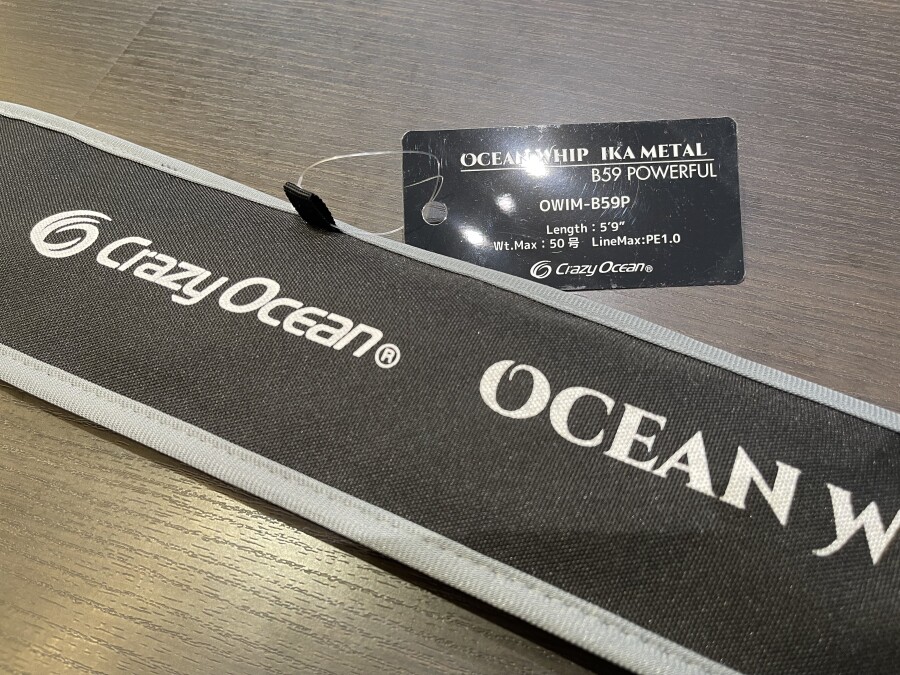 OCEAN WHIP IKA METAL
B59 POWERFUL
OWIM-B59P
Length : 5'9"
Wt.Max : 50号 LineMax:PE1.0
Crazy Ocean®
Crazy Ocean®
OCEAN W